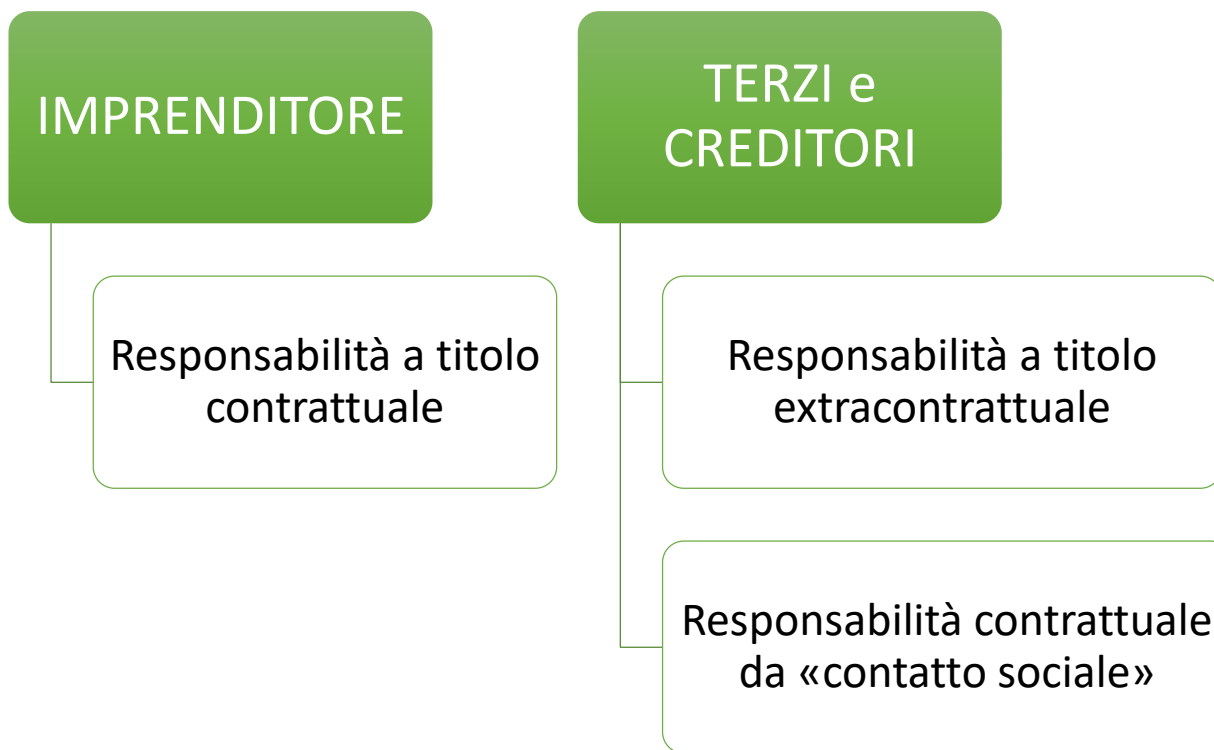 IMPRENDITORE
Responsabilità a titolo
contrattuale
TERZI e
CREDITORI
Responsabilità a titolo
extracontrattuale
Responsabilità contrattuale
da «contatto sociale»